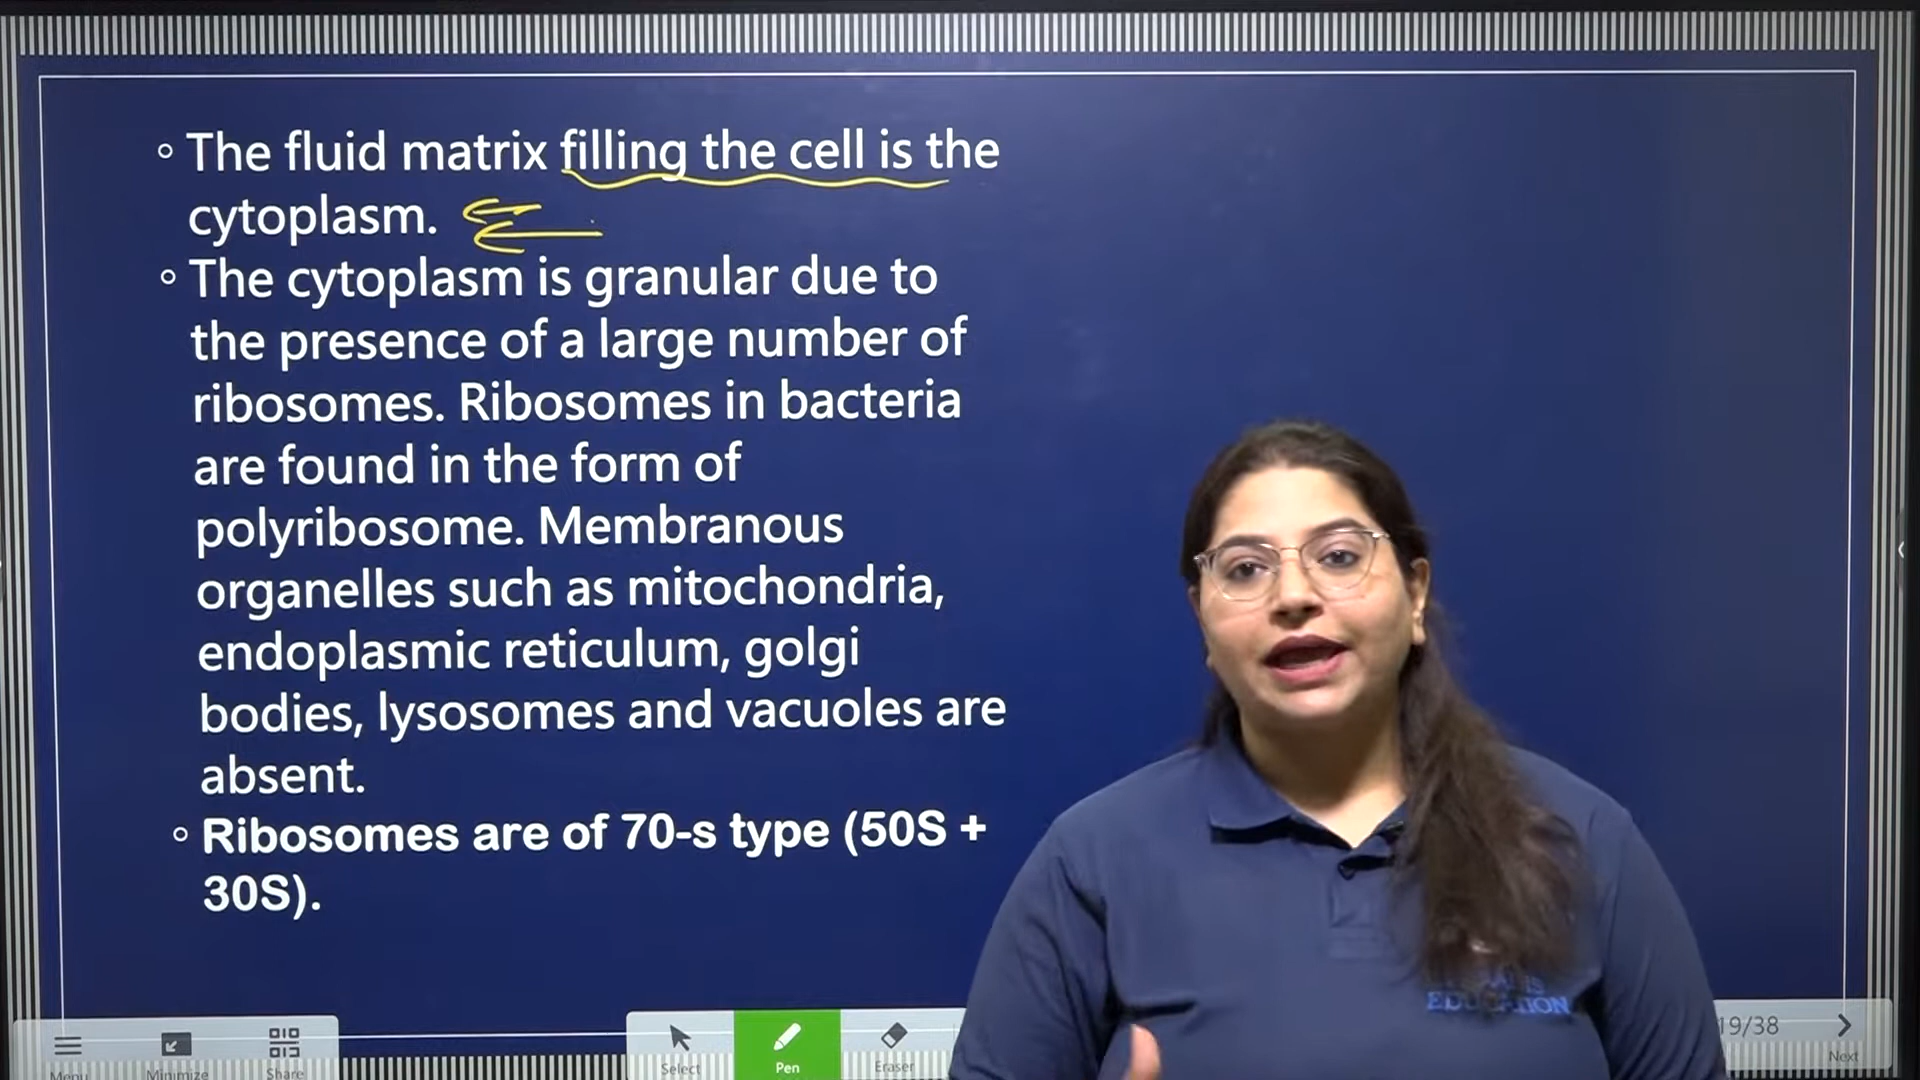 The fluid matrix filling the cell is the
cytoplasm.
The cytoplasm is granular due to
the presence of a large number of
ribosomes. Ribosomes in bacteria
are found in the form of
polyribosome. Membranous
organelles such as mitochondria,
endoplasmic reticulum, golgi
bodies, lysosomes and vacuoles are
absent.
Ribosomes are of 70-s type (50S +
30S).
EDUCATION
Menu
Minimize
Share
Select
Pen
Eraser
19/38
Next